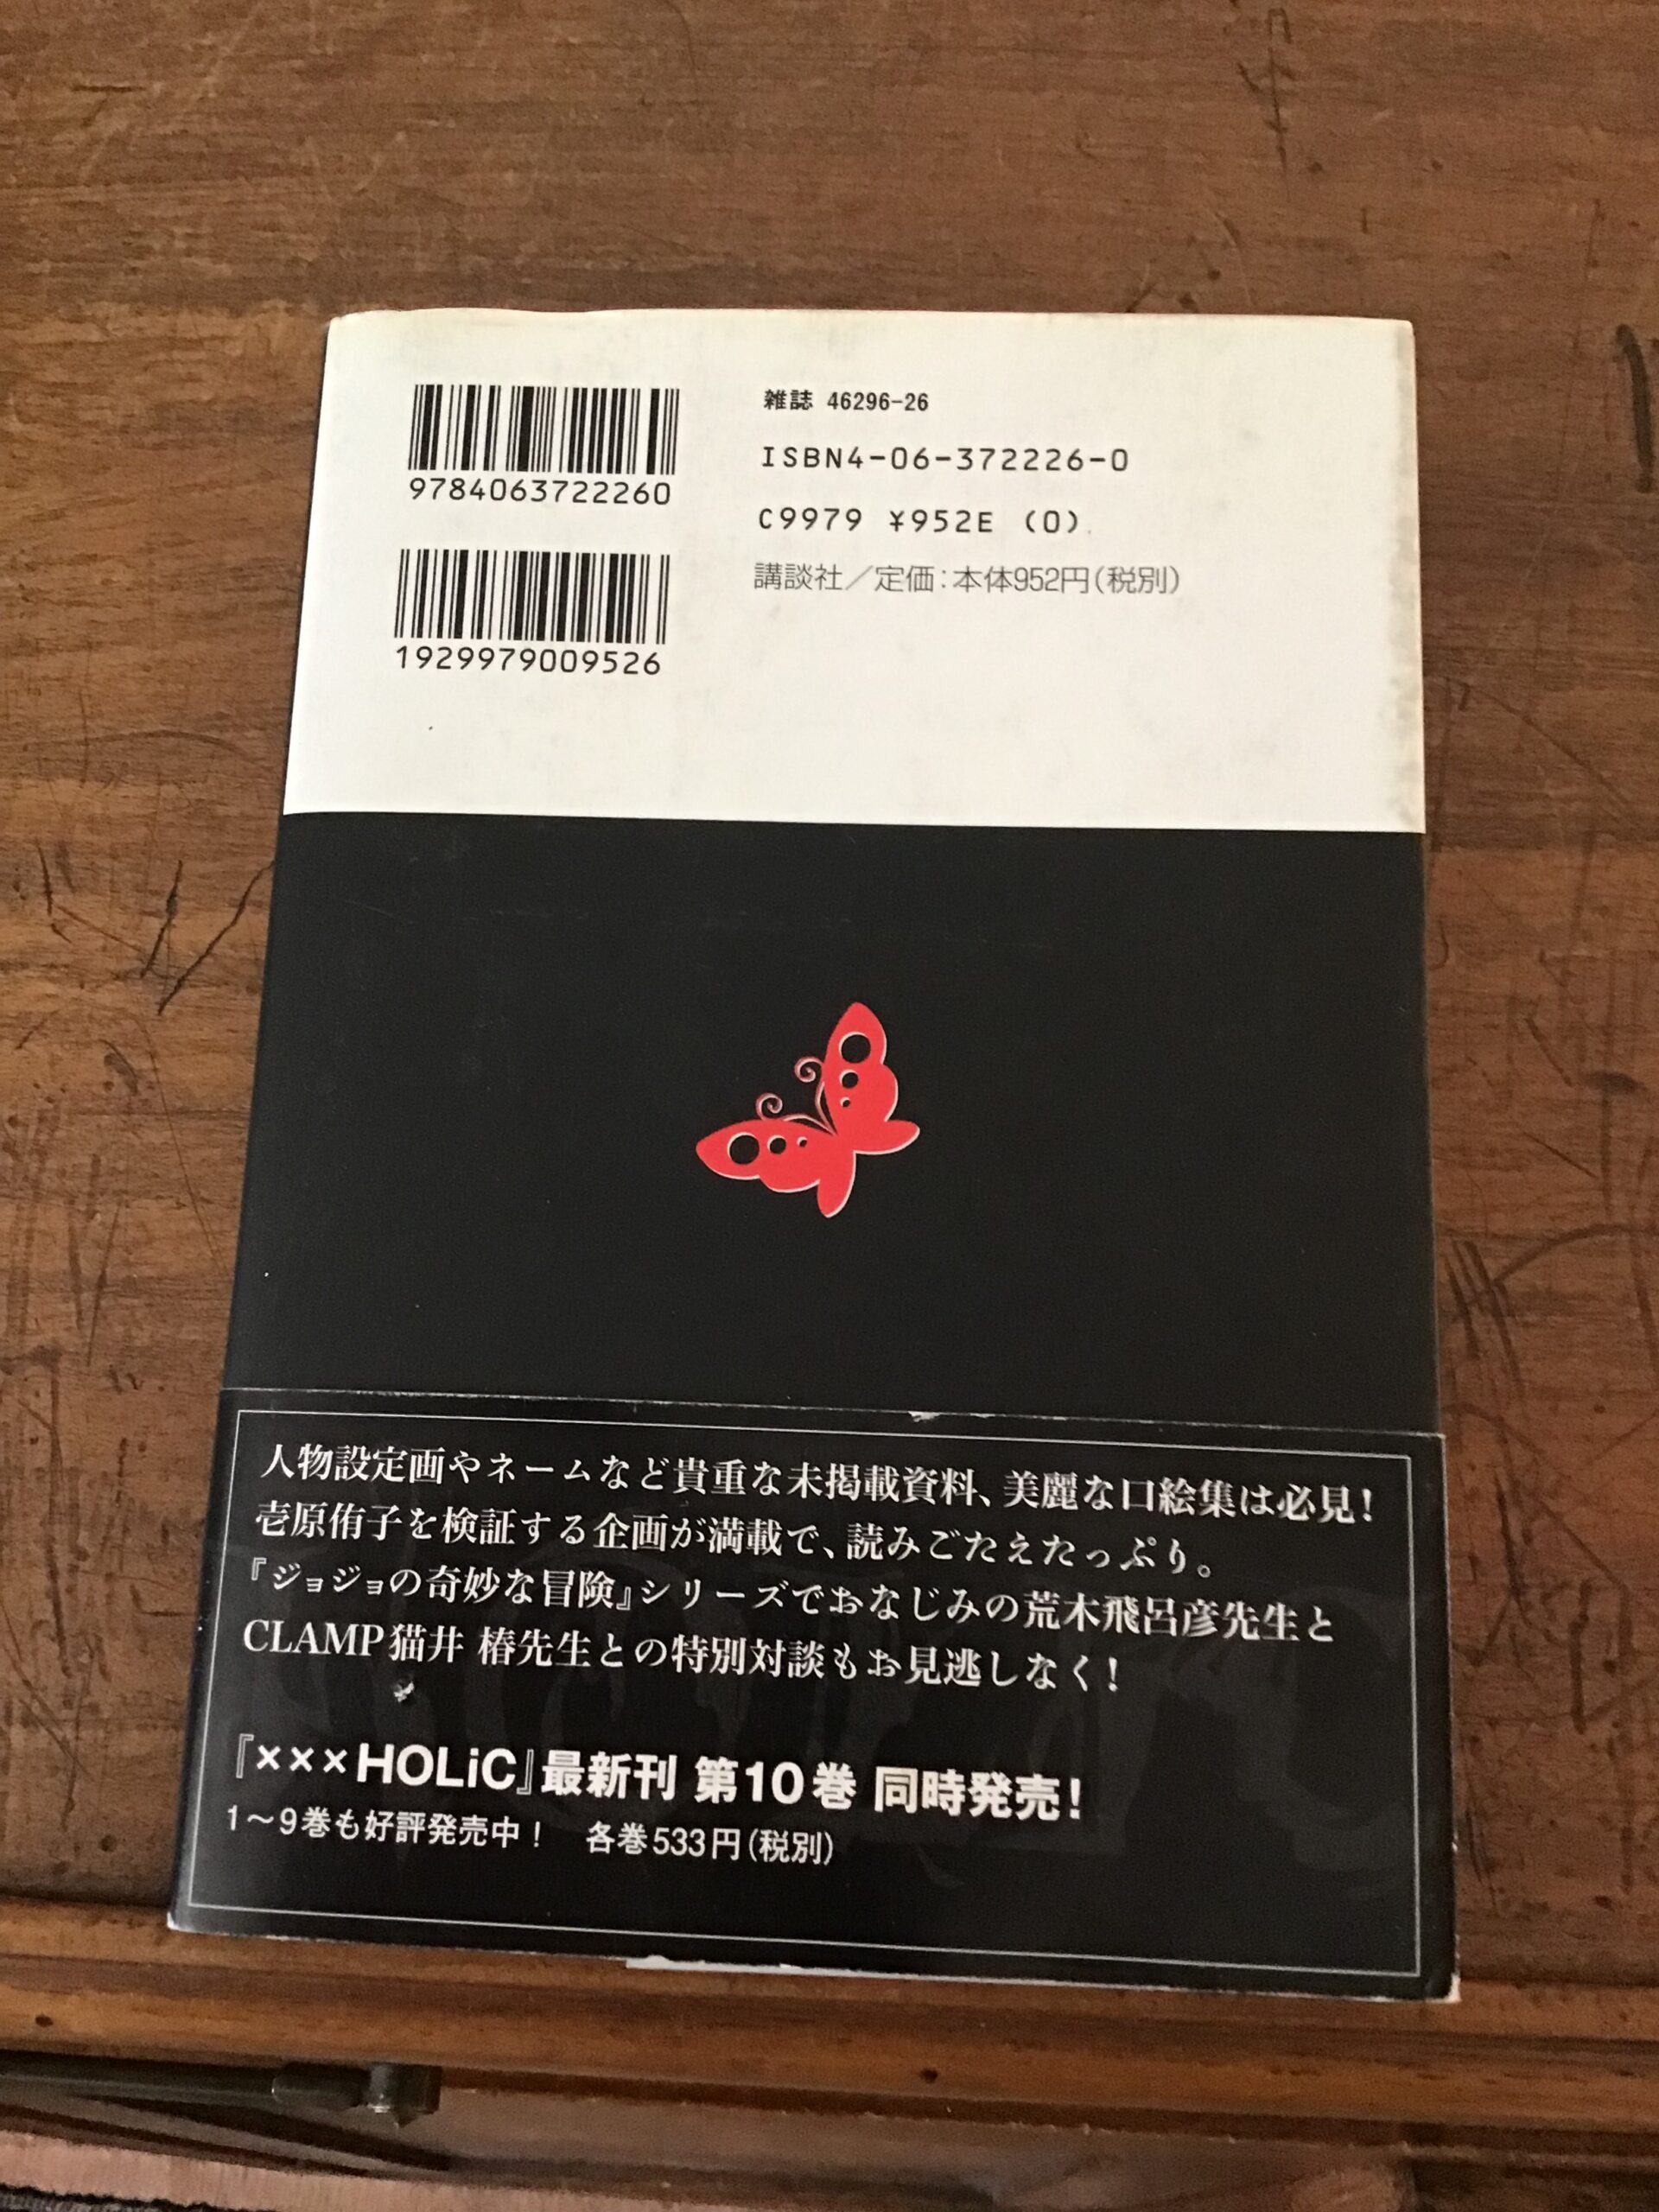 9784063722260
1929979009526
雑誌 46296-26
ISBN4-06-372226-0
C9979 ¥952E (0)
講談社/定価:本体952円(税別)
人物設定画やネームなど貴重な未掲載資料、美麗な口絵集は必見!
壱原侑子を検証する企画が満載で、読みごたえたっぷり。
『ジョジョの奇妙な冒険』シリーズでおなじみの荒木飛呂彦先生と
CLAMP猫井 椿先生との特別対談もお見逃しなく!
『×××HOLiC』最新刊 第10巻 同時発売!
1〜9巻も好評発売中! 各巻533円(税別)